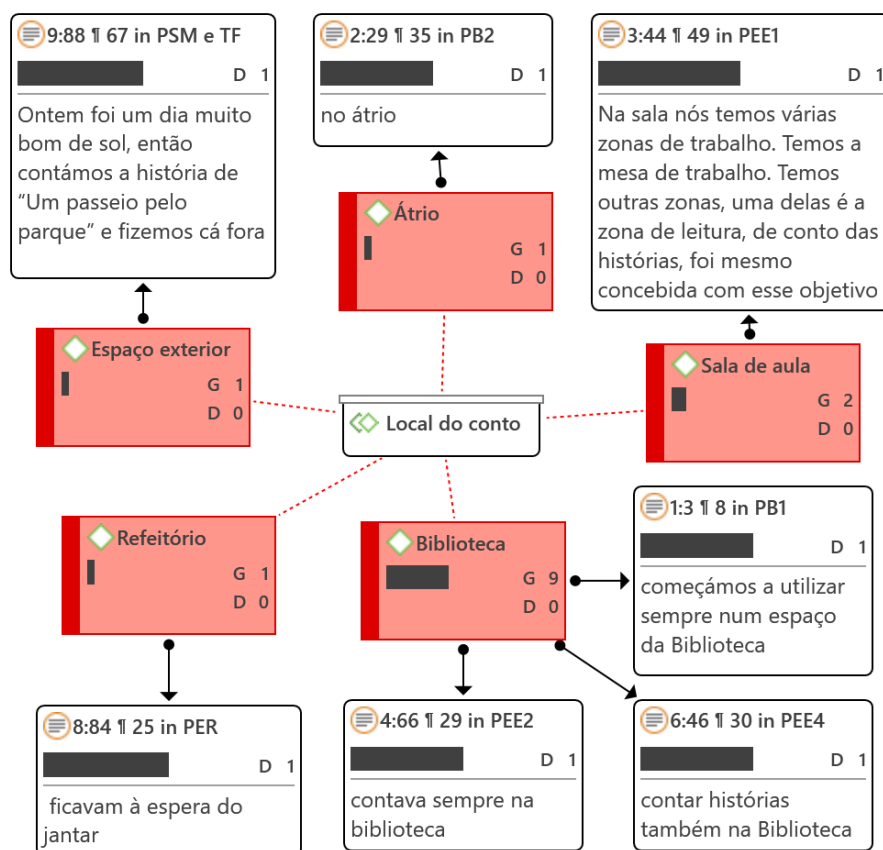 9:88 ¶ 67 in PSM e TF
D 1
Ontem foi um dia muito
bom de sol, então
contámos a história de
“Um passeio pelo
parque” e fizemos cá fora
2:29 ¶ 35 in PB2
D 1
no átrio
3:44 ¶ 49 in PEE1
D 1
Na sala nós temos várias
zonas de trabalho. Temos a
mesa de trabalho. Temos
outras zonas, uma delas é a
zona de leitura, de conto das
histórias, foi mesmo
concebida com esse objetivo
Átrio
G 1
D 0
Espaço exterior
G 1
D 0
Sala de aula
G 2
D 0
Local do conto
Refeitório
G 1
D 0
Biblioteca
G 9
D 0
1:3 ¶ 8 in PB1
D 1
começámos a utilizar
sempre num espaço
da Biblioteca
8:84 ¶ 25 in PER
D 1
ficavam à espera do
jantar
4:66 ¶ 29 in PEE2
D 1
contava sempre na
biblioteca
6:46 ¶ 30 in PEE4
D 1
contar histórias
também na Biblioteca